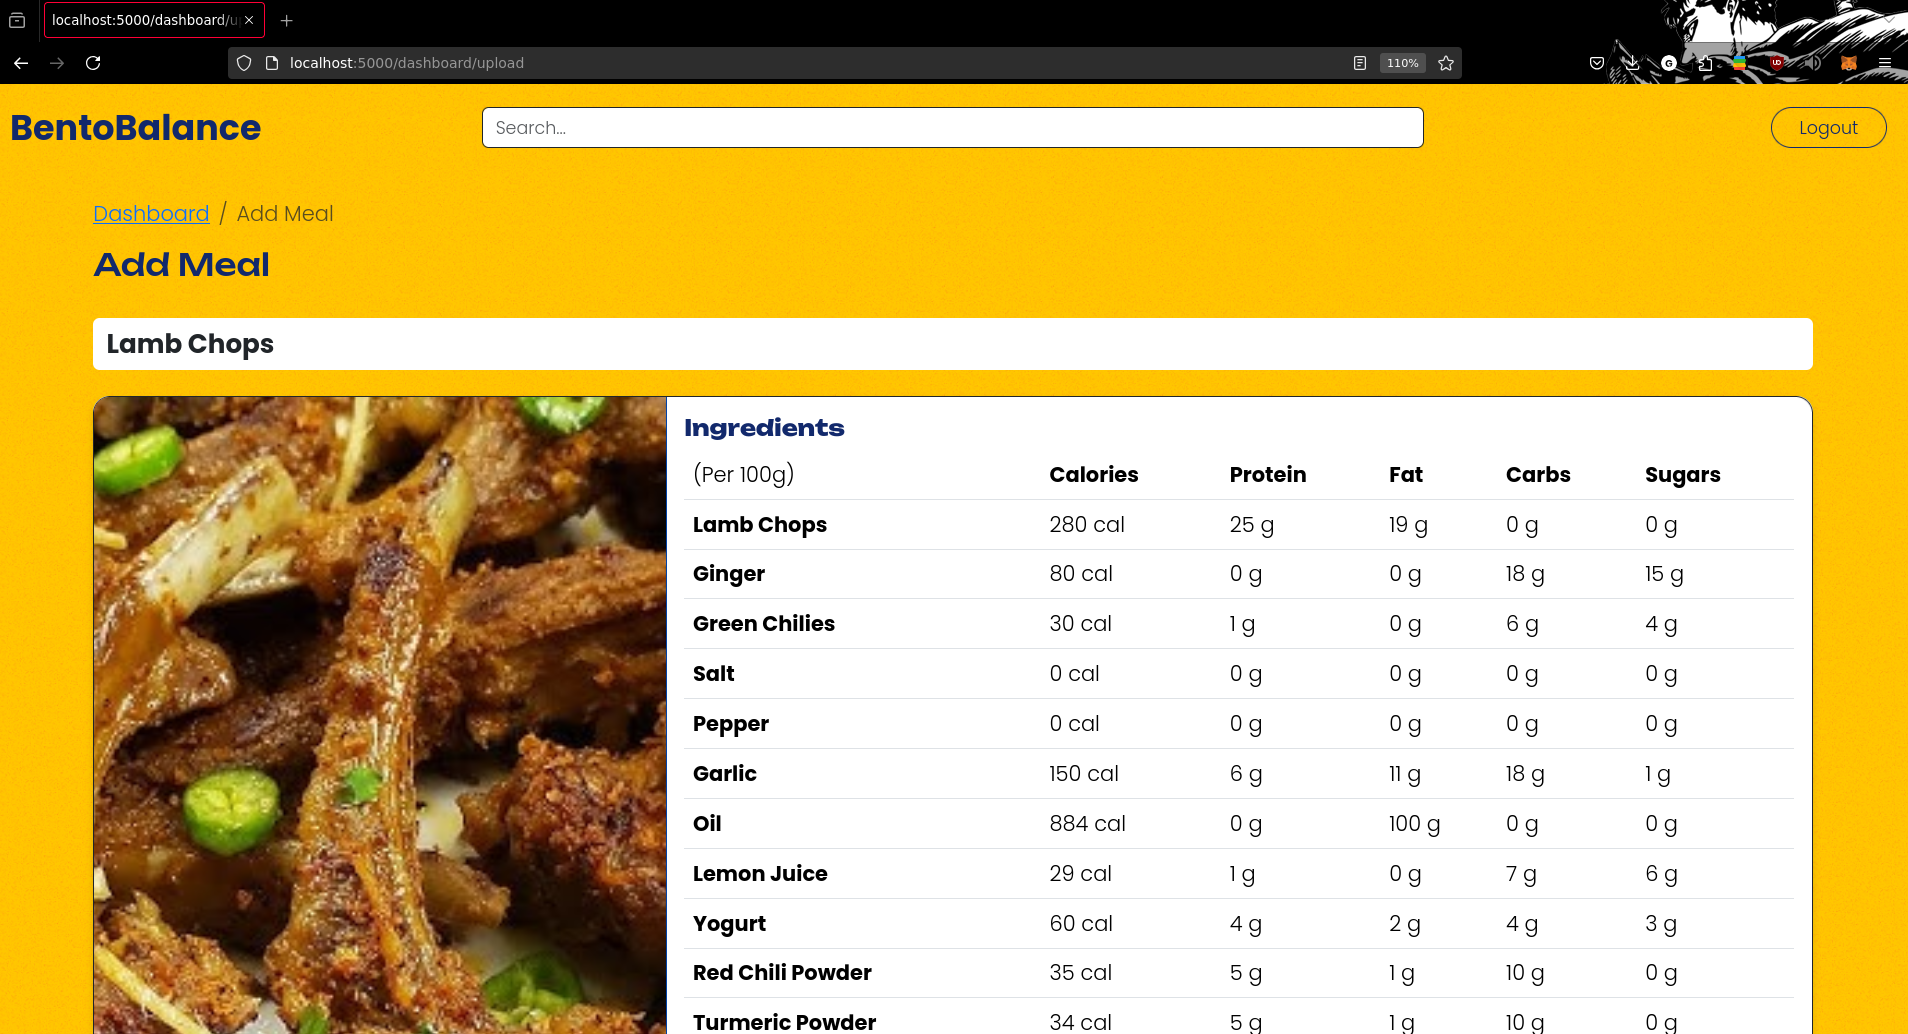 localhost:5000/dashboard/u
localhost:5000/dashboard/upload 110%
BentoBalance Search... Logout
Dashboard / Add Meal
Add Meal
Lamb Chops
Ingredients
(Per 100g) Calories Protein Fat Carbs Sugars
Lamb Chops 280 cal 25 g 19 g 0 g 0 g
Ginger 80 cal 0 g 0 g 18 g 15 g
Green Chilies 30 cal 1 g 0 g 6 g 4 g
Salt 0 cal 0 g 0 g 0 g 0 g
Pepper 0 cal 0 g 0 g 0 g 0 g
Garlic 150 cal 6 g 11 g 18 g 1 g
Oil 884 cal 0 g 100 g 0 g 0 g
Lemon Juice 29 cal 1 g 0 g 7 g 6 g
Yogurt 60 cal 4 g 2 g 4 g 3 g
Red Chili Powder 35 cal 5 g 1 g 10 g 0 g
Turmeric Powder 34 cal 5 g 1 g 10 g 0 g